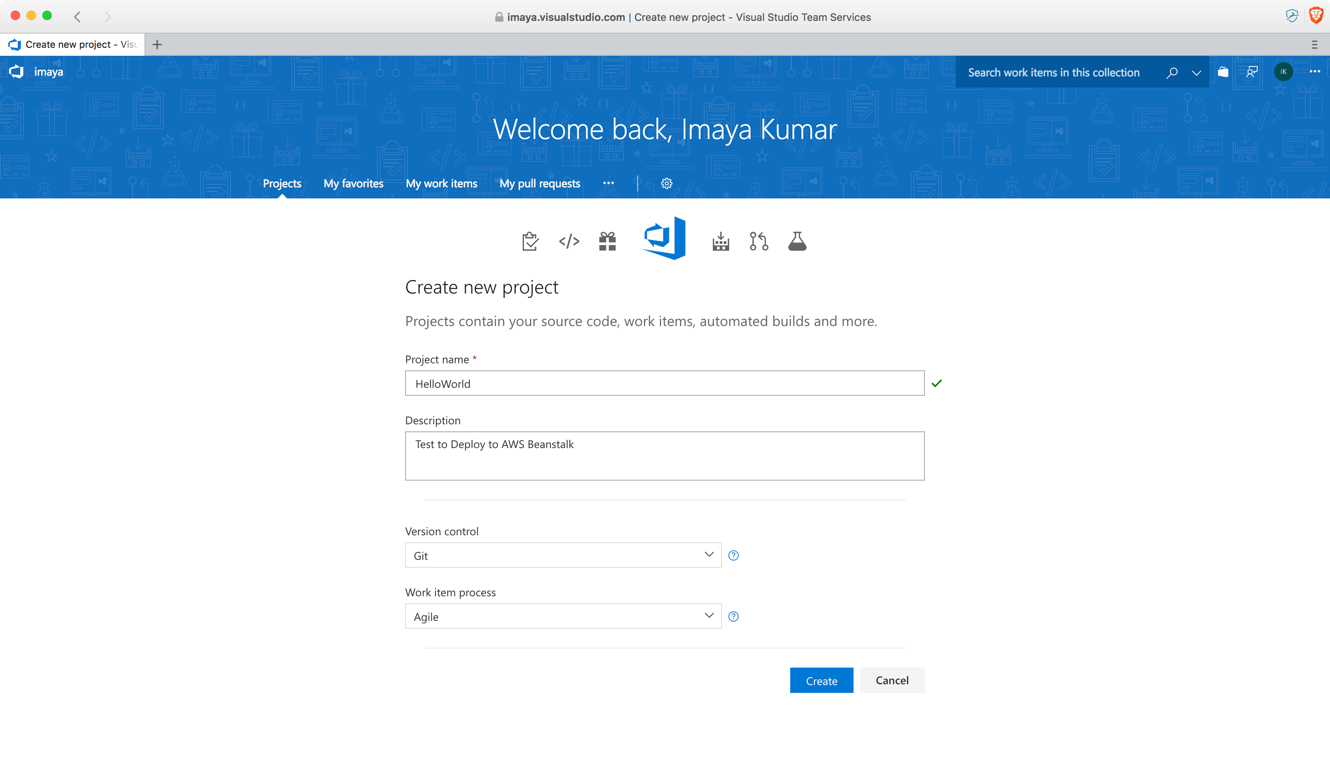 imaya.visualstudio.com | Create new project - Visual Studio Team Services
Create new project - Visu
imaya
Search work items in this collection
IK
Welcome back, Imaya Kumar
Projects My favorites My work items My pull requests
Create new project
Projects contain your source code, work items, automated builds and more.
Project name *
HelloWorld
Description
Test to Deploy to AWS Beanstalk
Version control
Git
Work item process
Agile
Create Cancel